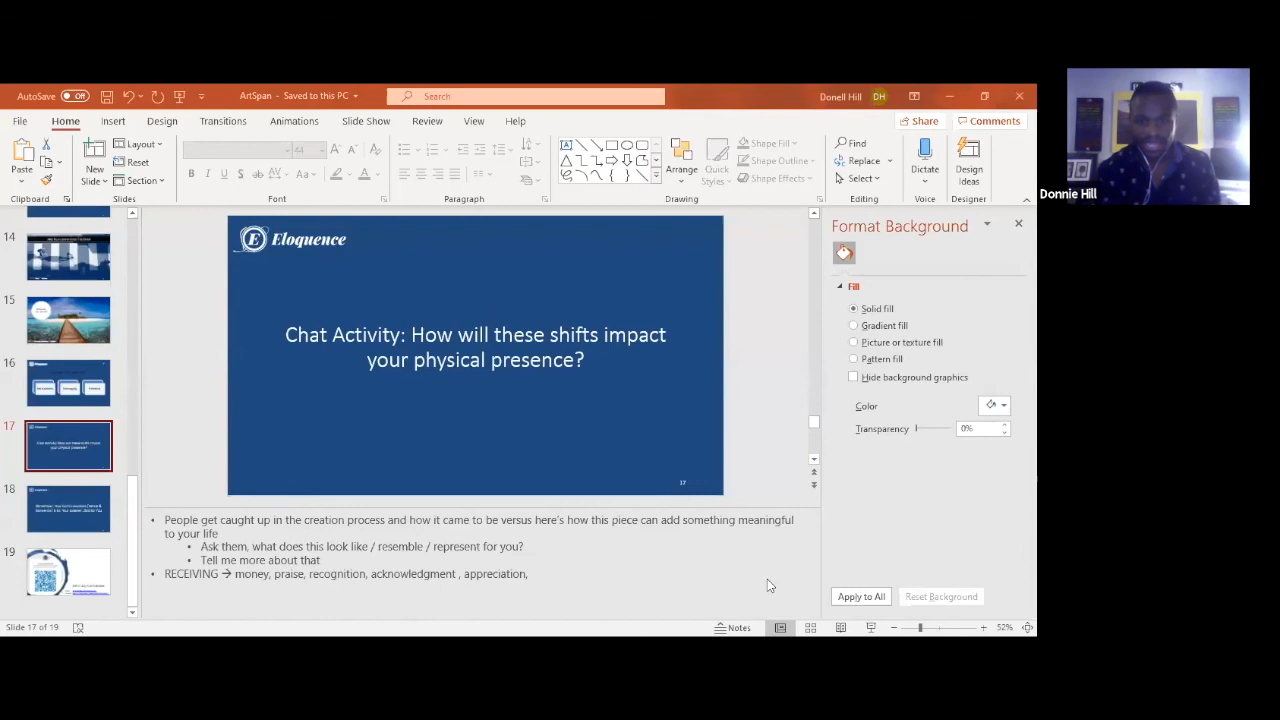 AutoSave Off
ArtSpan - Saved to this PC
Search
Donell Hill DH
File Home Insert Design Transitions Animations Slide Show Review View Help
Share Comments
Paste
Clipboard
New Slide
Layout
Reset
Section
Slides
44
B I U S ab AV Aa A
Font
Paragraph
Arrange
Quick Styles
Shape Fill
Shape Outline
Shape Effects
Drawing
Find
Replace
Select
Editing
Dictate
Voice
Design Ideas
Designer
Donnie Hill
14
15
16
17
18
19
E Eloquence
Chat Activity: How will these shifts impact
your physical presence?
17
• People get caught up in the creation process and how it came to be versus here's how this piece can add something meaningful
to your life
• Ask them, what does this look like / resemble / represent for you?
• Tell me more about that
• RECEIVING → money, praise, recognition, acknowledgment , appreciation,
Format Background
Fill
Solid fill
Gradient fill
Picture or texture fill
Pattern fill
Hide background graphics
Color
Transparency 0%
Apply to All Reset Background
Slide 17 of 19
Notes
52%